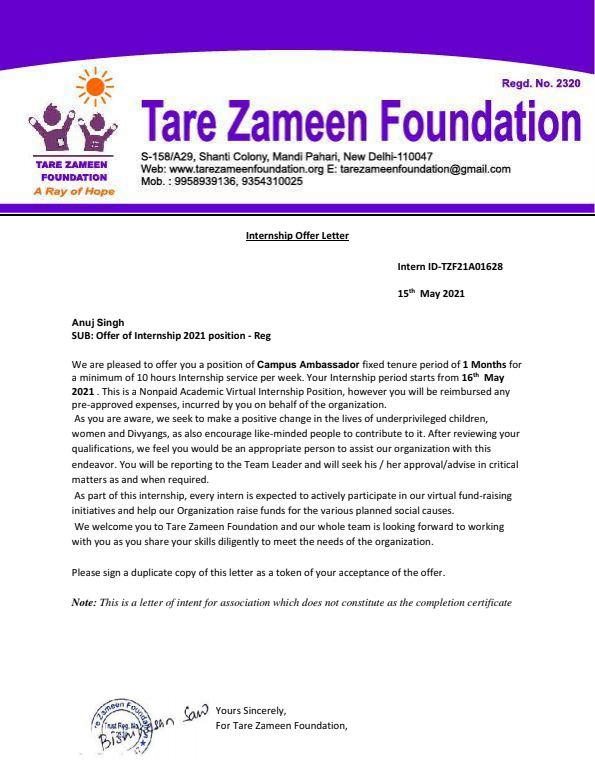 Regd. No. 2320
Tare Zameen Foundation
S-158/A29, Shanti Colony, Mandi Pahari, New Delhi-110047
Web: www.tarezameenfoundation.org E: tarezameenfoundation@gmail.com
Mob. : 9958939136, 9354310025
TARE ZAMEEN
FOUNDATION
A Ray of Hope
Internship Offer Letter
Intern ID-TZF21A01628
15th May 2021
Anuj Singh
SUB: Offer of Internship 2021 position - Reg
We are pleased to offer you a position of Campus Ambassador fixed tenure period of 1 Months for
a minimum of 10 hours Internship service per week. Your Internship period starts from 16th May
2021 . This is a Nonpaid Academic Virtual Internship Position, however you will be reimbursed any
pre-approved expenses, incurred by you on behalf of the organization.
As you are aware, we seek to make a positive change in the lives of underprivileged children,
women and Divyangs, as also encourage like-minded people to contribute to it. After reviewing your
qualifications, we feel you would be an appropriate person to assist our organization with this
endeavor. You will be reporting to the Team Leader and will seek his / her approval/advise in critical
matters as and when required.
As part of this internship, every intern is expected to actively participate in our virtual fund-raising
initiatives and help our Organization raise funds for the various planned social causes.
We welcome you to Tare Zameen Foundation and our whole team is looking forward to working
with you as you share your skills diligently to meet the needs of the organization.
Please sign a duplicate copy of this letter as a token of your acceptance of the offer.
Note: This is a letter of intent for association which does not constitute as the completion certificate
Yours Sincerely,
For Tare Zameen Foundation,
Zameen Foundation
Trust Reg. No.